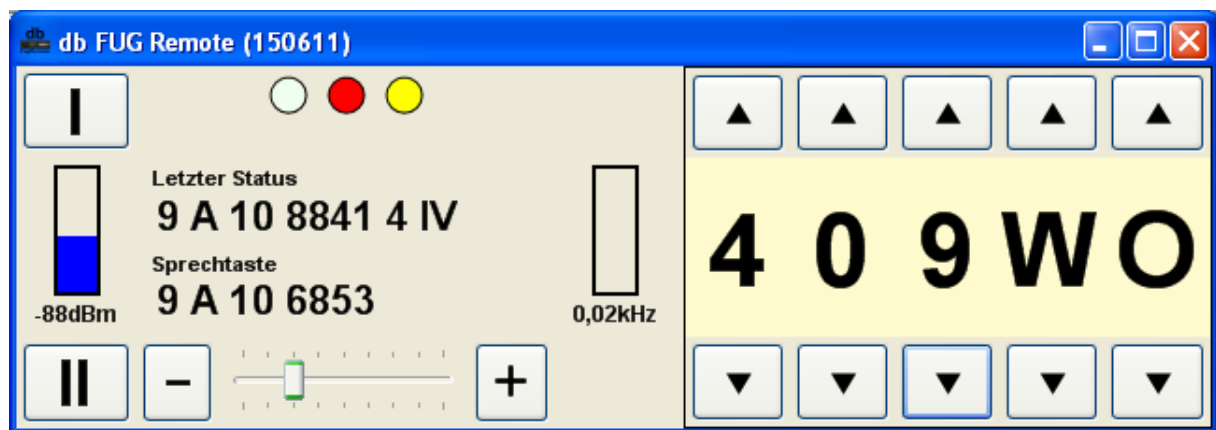 db FUG Remote (150611)
I
Letzter Status
9 A 10 8841 4 IV
Sprechtaste
9 A 10 6853
-88dBm
0,02kHz
II
-
+
4 0 9 W O